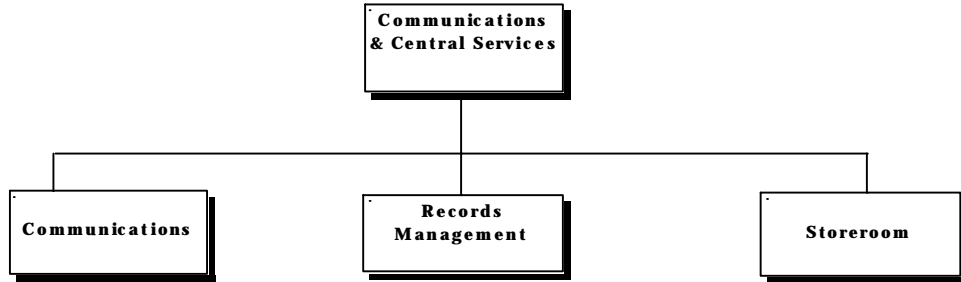 Communications
& Central Services
Communications
Records
Management
Storeroom